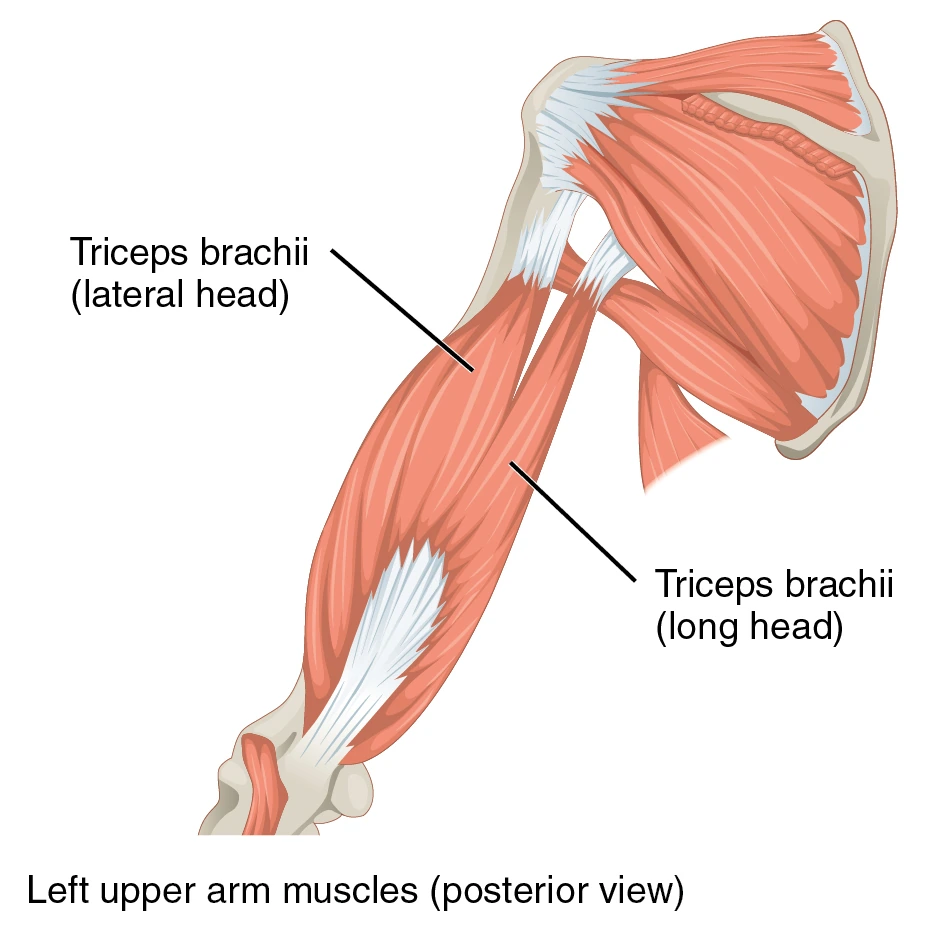 Triceps brachii
(lateral head)
Triceps brachii
(long head)
Left upper arm muscles (posterior view)